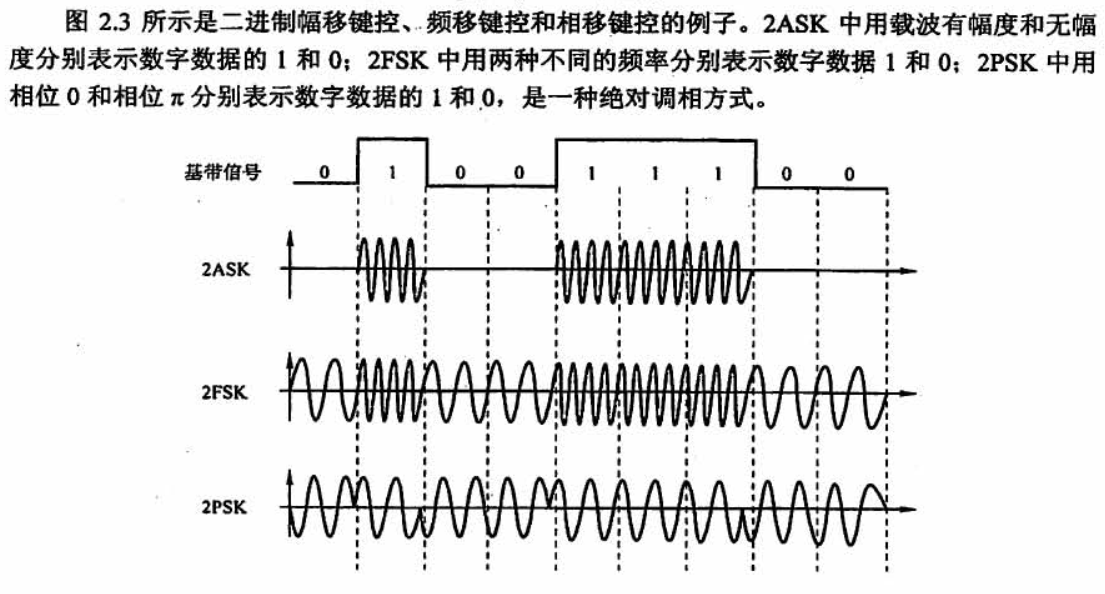 图 2.3 所示是二进制幅移键控、频移键控和相移键控的例子。2ASK 中用载波有幅度和无幅
度分别表示数字数据的 1 和 0；2FSK 中用两种不同的频率分别表示数字数据 1 和 0；2PSK 中用
相位 0 和相位 π 分别表示数字数据的 1 和 0，是一种绝对调相方式。
基带信号 0 1 0 0 1 1 1 0 0
2ASK
2FSK
2PSK